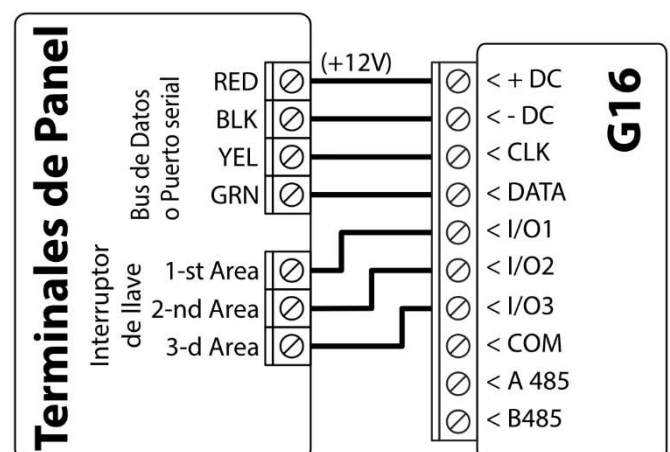 Terminales de Panel
Bus de Datos
o Puerto serial
RED
BLK
YEL
GRN
(+12V)
Interruptor
de llave
1-st Area
2-nd Area
3-d Area
G16
< + DC
< - DC
< CLK
< DATA
< I/O1
< I/O2
< I/O3
< COM
< A 485
< B485